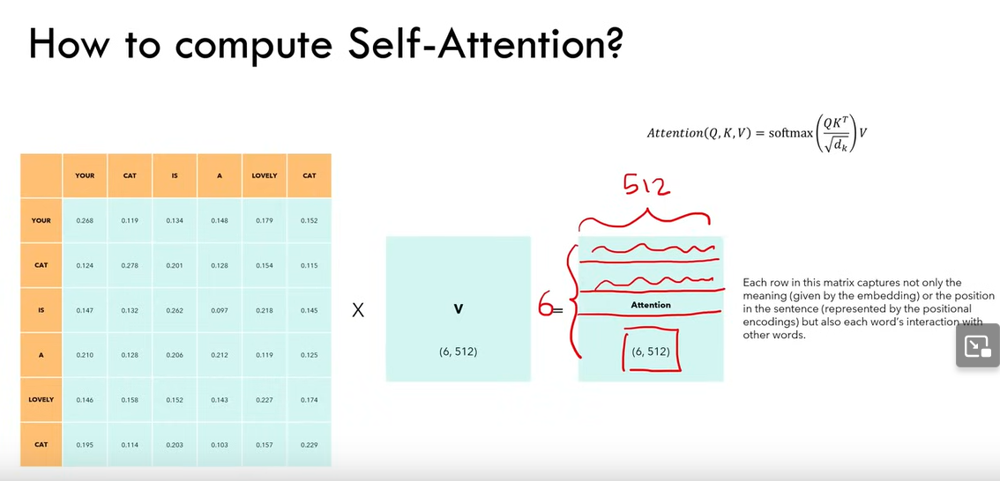 How to compute Self-Attention?
Attention(Q, K, V) = softmax(QK^T / √d_k) V
512
YOUR CAT IS A LOVELY CAT
YOUR 0.268 0.119 0.134 0.148 0.179 0.152
CAT 0.124 0.278 0.201 0.128 0.154 0.115
IS 0.147 0.132 0.262 0.097 0.218 0.145
A 0.210 0.128 0.206 0.212 0.119 0.125
LOVELY 0.146 0.158 0.152 0.143 0.227 0.174
CAT 0.195 0.114 0.203 0.103 0.157 0.229
X
V
(6, 512)
6
=
Attention
(6, 512)
Each row in this matrix captures not only the
meaning (given by the embedding) or the position
in the sentence (represented by the positional
encodings) but also each word's interaction with
other words.